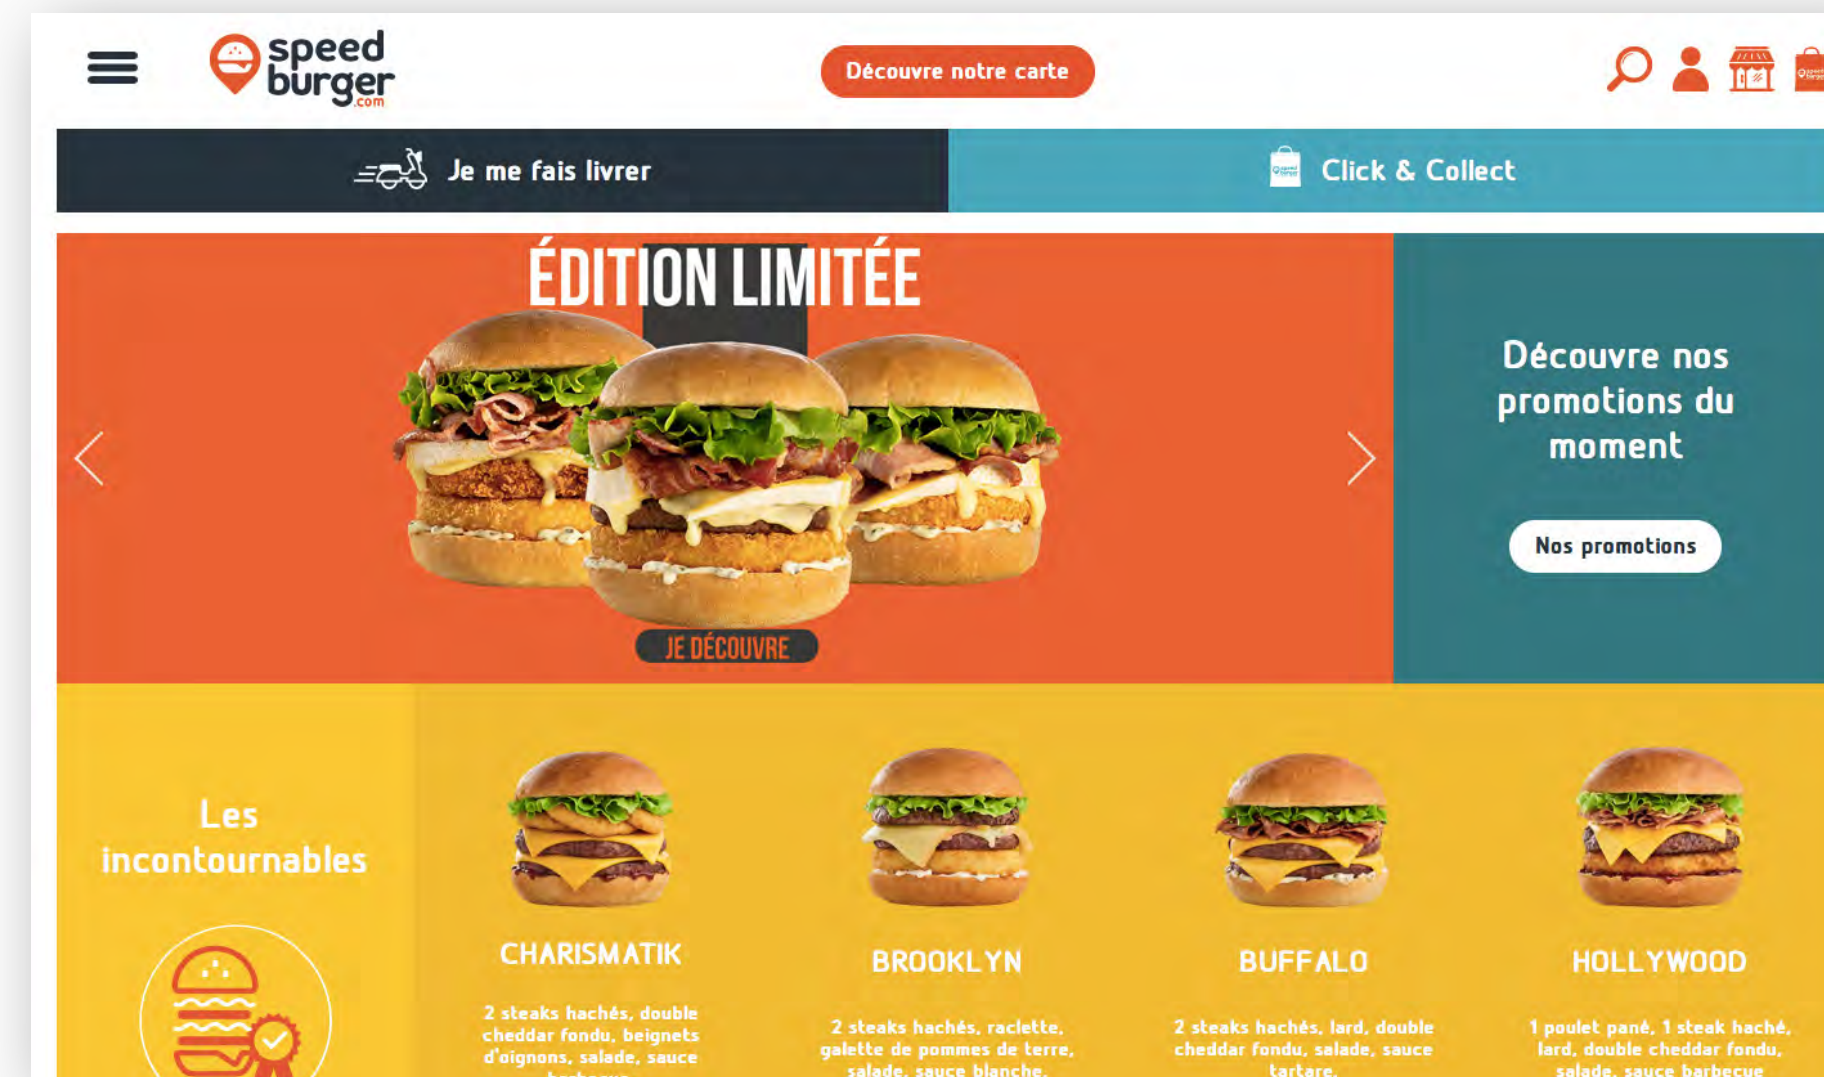 speed
burger
.com
Découvre notre carte
Je me fais livrer
Click & Collect
ÉDITION LIMITÉE
JE DÉCOUVRE
Découvre nos
promotions du
moment
Nos promotions
Les
incontournables
CHARISMATIK
2 steaks hachés, double
cheddar fondu, beignets
d'oignons, salade, sauce
barbecue
BROOKLYN
2 steaks hachés, raclette,
galette de pommes de terre,
salade, sauce blanche.
BUFFALO
2 steaks hachés, lard, double
cheddar fondu, salade, sauce
tartare.
HOLLYWOOD
1 poulet pané, 1 steak haché,
lard, double cheddar fondu,
salade, sauce barbecue